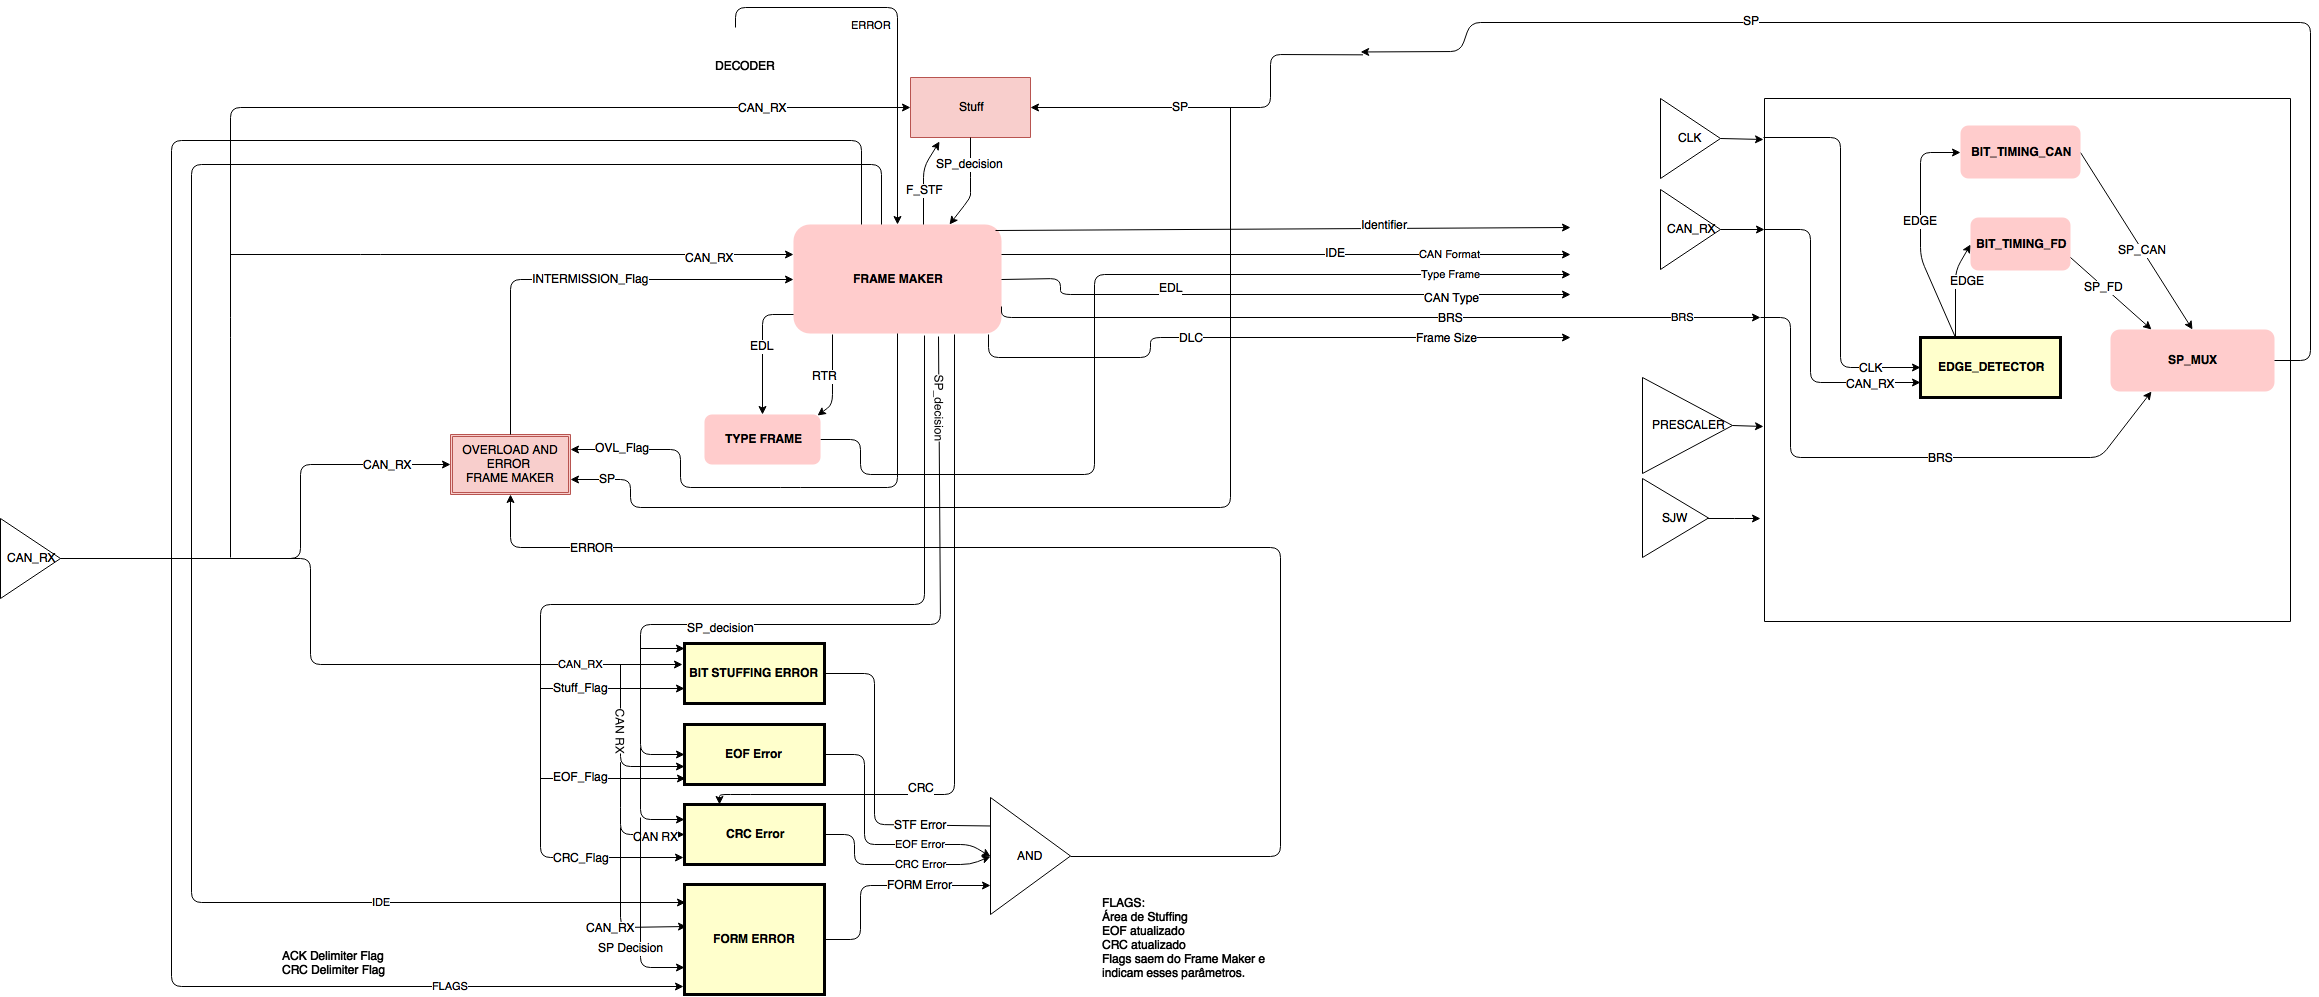 SP
ERROR
DECODER
CAN_RX
Stuff
SP
CLK
BIT_TIMING_CAN
SP_decision
F_STF
EDGE
Identifier
CAN_RX
BIT_TIMING_FD
SP_CAN
CAN_RX
IDE
CAN Format
INTERMISSION_Flag
FRAME MAKER
Type Frame
EDGE
SP_FD
EDL
CAN Type
BRS
BRS
EDL
DLC
Frame Size
RTR
SP_decision
CLK
CAN_RX
EDGE_DETECTOR
SP_MUX
TYPE FRAME
PRESCALER
OVERLOAD AND
ERROR
FRAME MAKER
OVL_Flag
CAN_RX
SP
BRS
SJW
CAN_RX
ERROR
SP_decision
CAN_RX
BIT STUFFING ERROR
Stuff_Flag
CAN RX
EOF Error
EOF_Flag
CRC
CAN RX
CRC Error
STF Error
EOF Error
CRC_Flag
CRC Error
AND
FORM Error
IDE
CAN_RX
FORM ERROR
SP Decision
ACK Delimiter Flag
CRC Delimiter Flag
FLAGS
FLAGS:
Área de Stuffing
EOF atualizado
CRC atualizado
Flags saem do Frame Maker e
indicam esses parâmetros.